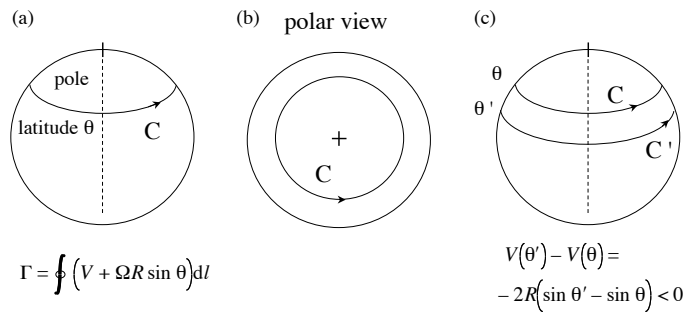 (a)
pole
latitude θ
C
Γ = ∮ (V + ΩR sin θ)dl
(b)
polar view
C
(c)
θ
θ'
C
C'
V(θ') – V(θ) =
– 2R(sin θ' – sin θ) < 0